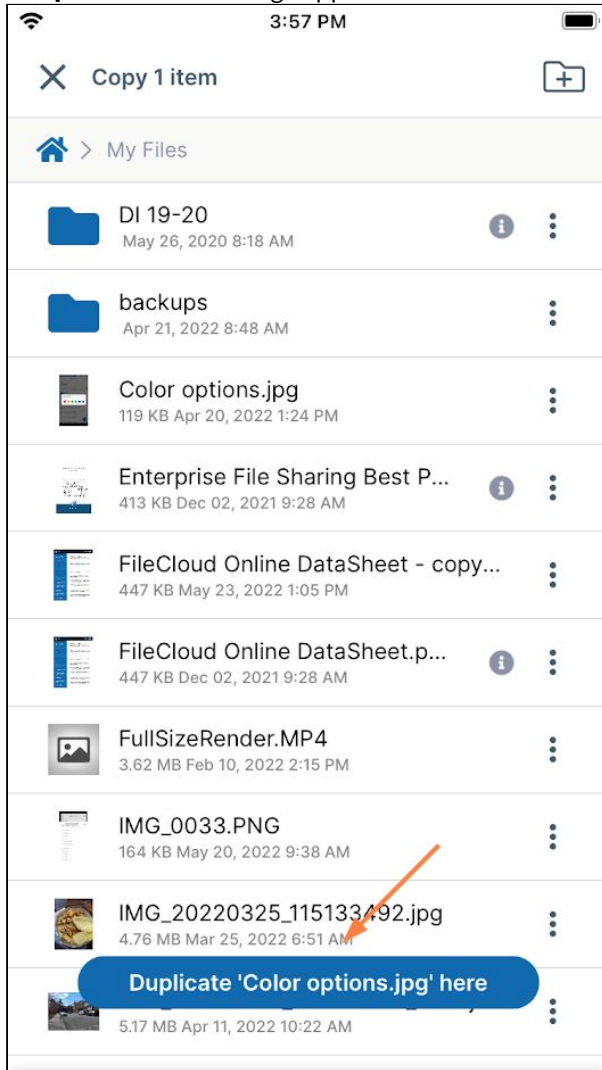 3:57 PM
Copy 1 item
My Files
DI 19-20
May 26, 2020 8:18 AM
backups
Apr 21, 2022 8:48 AM
Color options.jpg
119 KB Apr 20, 2022 1:24 PM
Enterprise File Sharing Best P...
413 KB Dec 02, 2021 9:28 AM
FileCloud Online DataSheet - copy...
447 KB May 23, 2022 1:05 PM
FileCloud Online DataSheet.p...
447 KB Dec 02, 2021 9:28 AM
FullSizeRender.MP4
3.62 MB Feb 10, 2022 2:15 PM
IMG_0033.PNG
164 KB May 20, 2022 9:38 AM
IMG_20220325_115133492.jpg
4.76 MB Mar 25, 2022 6:51 AM
Duplicate 'Color options.jpg' here
5.17 MB Apr 11, 2022 10:22 AM